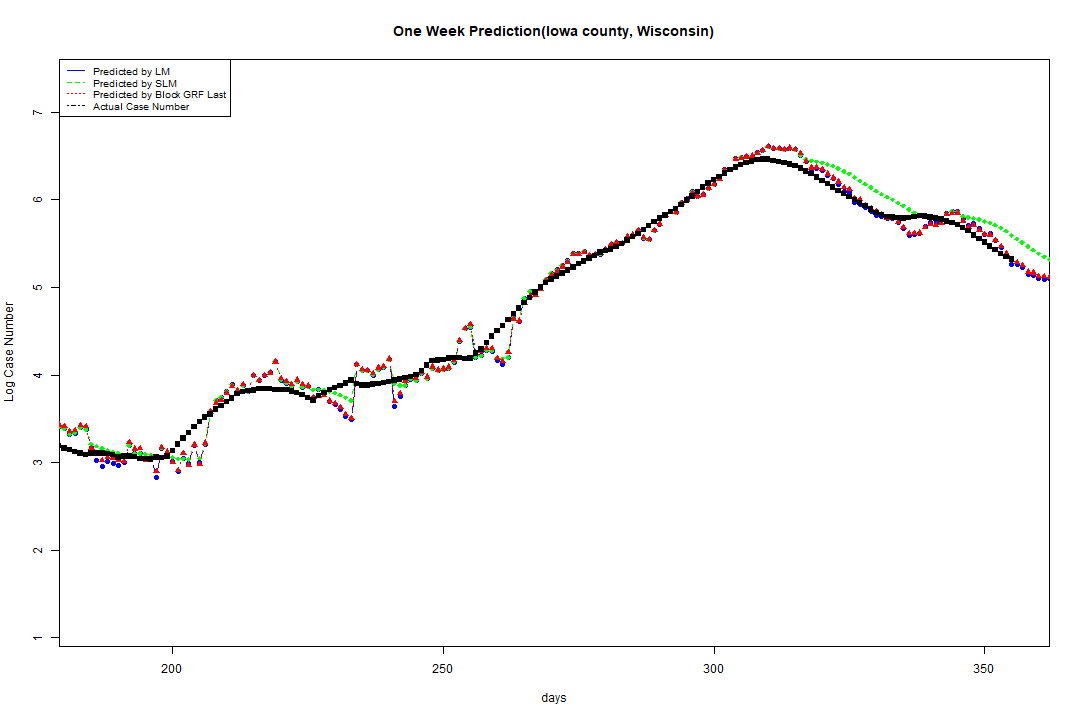 One Week Prediction(Iowa county, Wisconsin)
Predicted by LM
Predicted by SLM
Predicted by Block GRF Last
Actual Case Number
7
6
5
4
3
2
1
Log Case Number
200
250
300
350
days